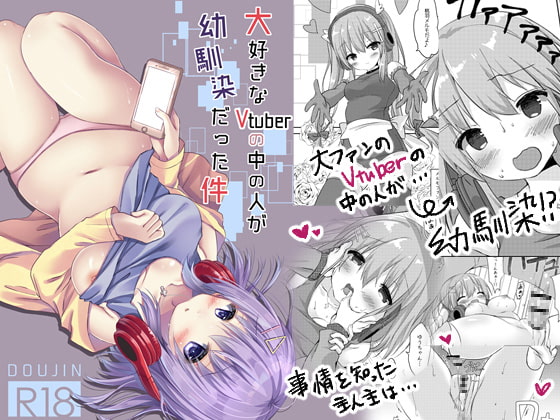 大好きな
Vtuberの中の人が
幼馴染だった件
DOUJIN
R18
大ファンの
Vtuberの
中の人が…
幼馴染!?
事情を知った
主人公は…